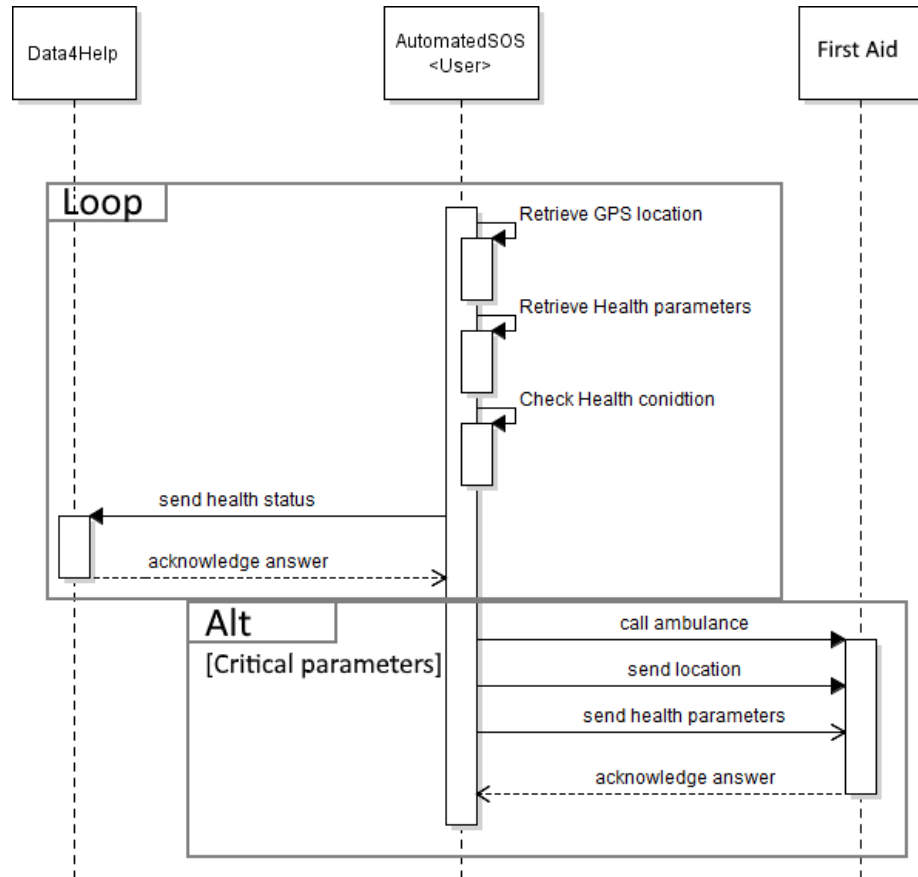 Data4Help
AutomatedSOS
<User>
First Aid
Loop
Retrieve GPS location
Retrieve Health parameters
Check Health conidtion
send health status
acknowledge answer
Alt
[Critical parameters]
call ambulance
send location
send health parameters
acknowledge answer